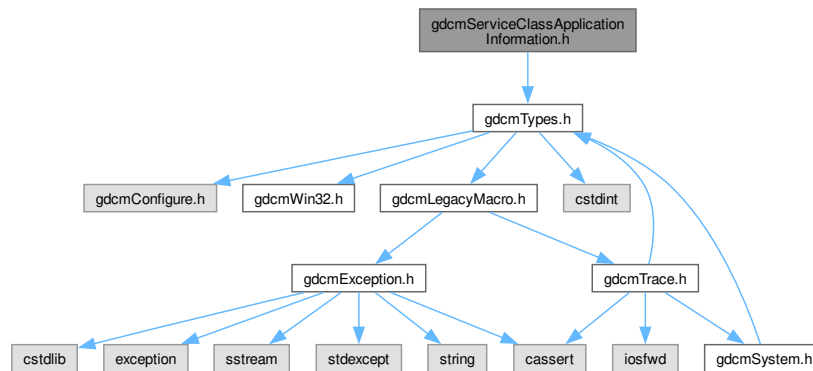 gdcmServiceClassApplication
Information.h
gdcmTypes.h
gdcmConfigure.h
gdcmWin32.h
gdcmLegacyMacro.h
cstdint
gdcmException.h
gdcmTrace.h
cstdlib
exception
sstream
stdexcept
string
cassert
iosfwd
gdcmSystem.h